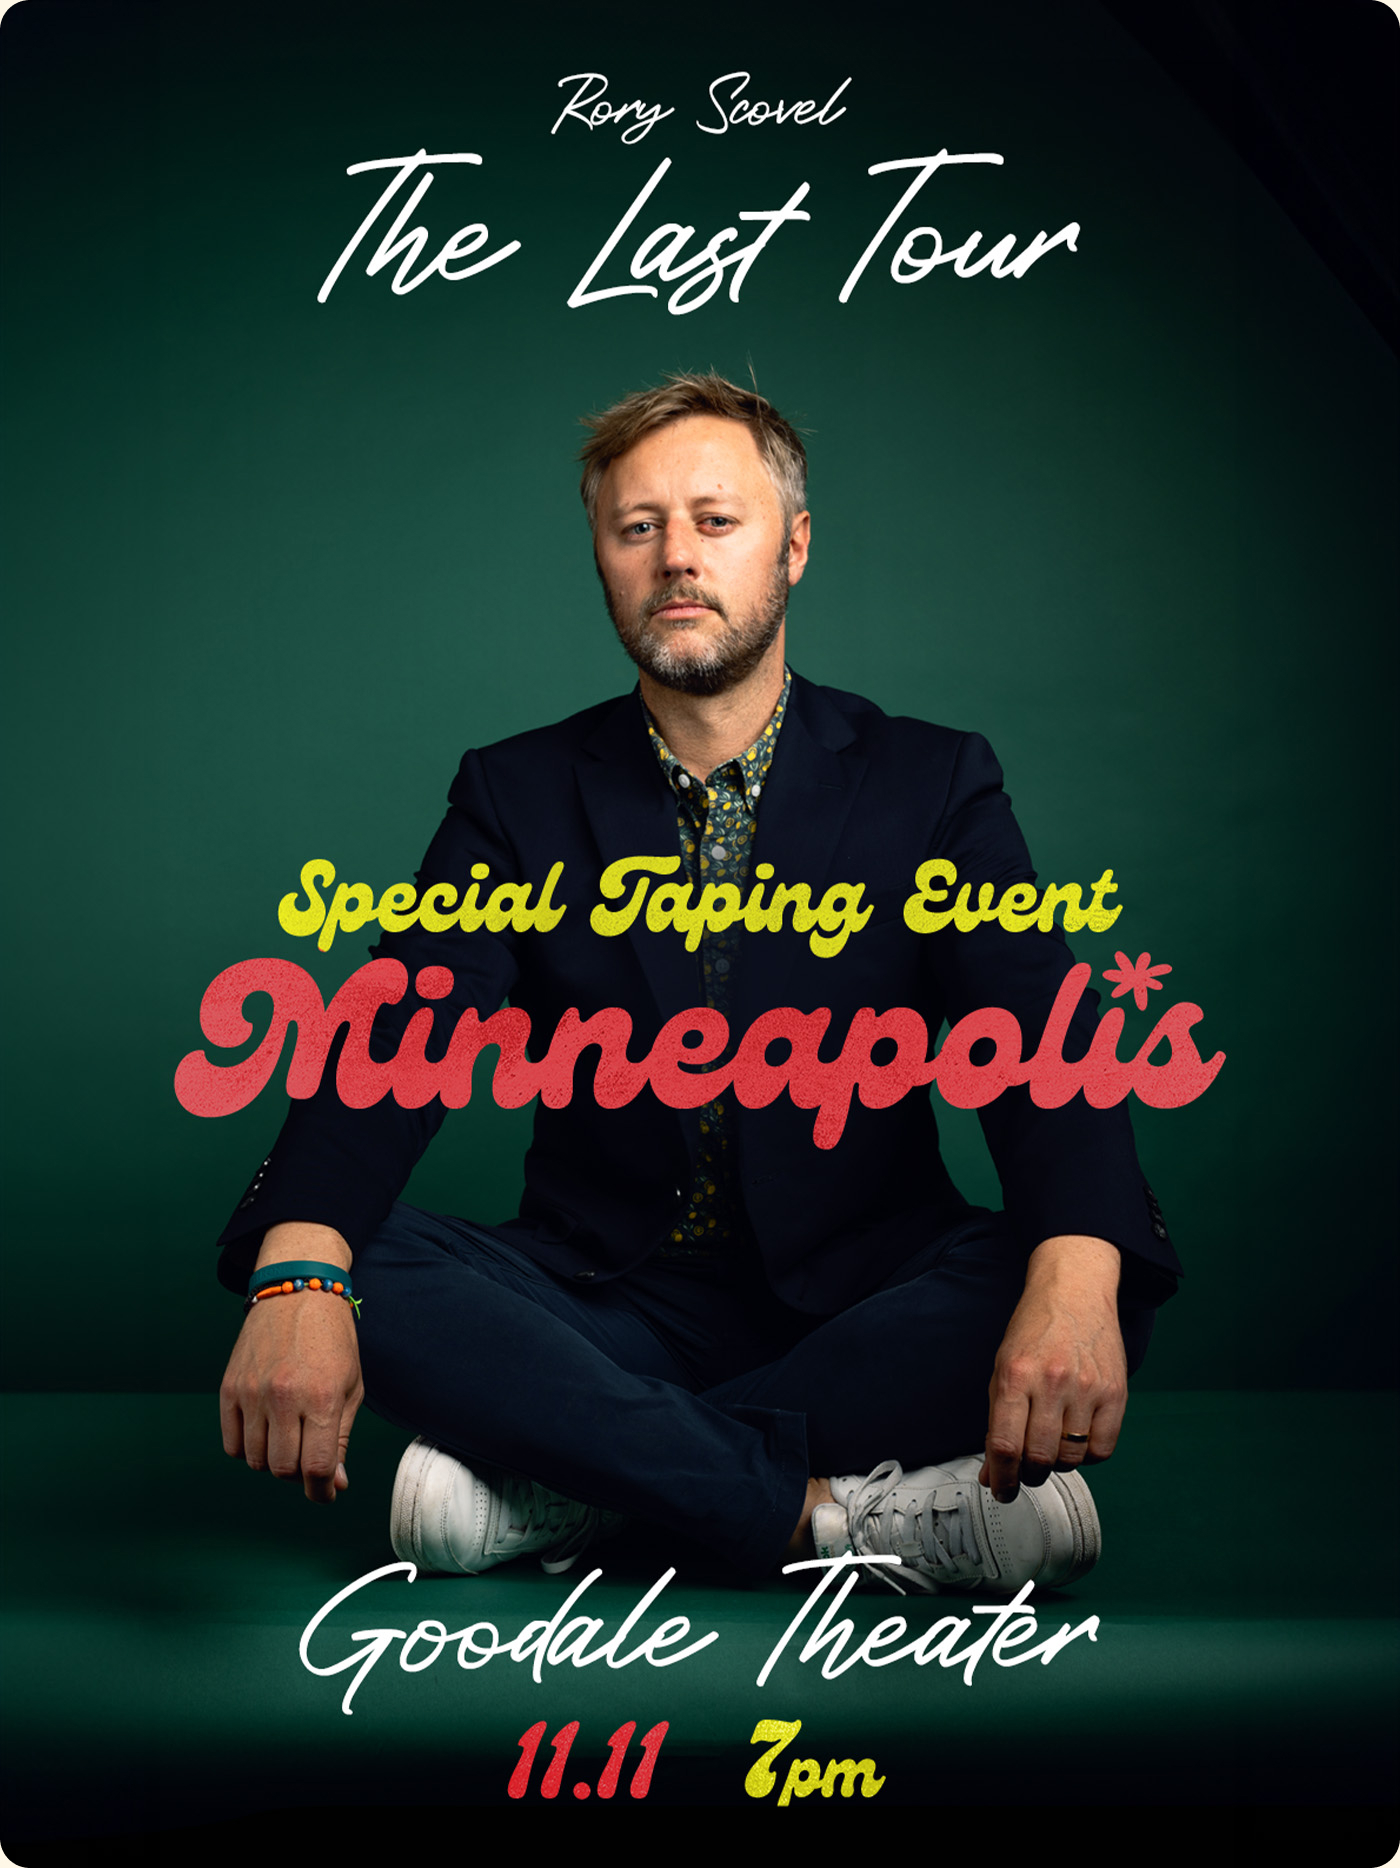 Rory Scovel
The Last Tour
Special Taping Event
Minneapolis
Goodale Theater
11.11 7pm